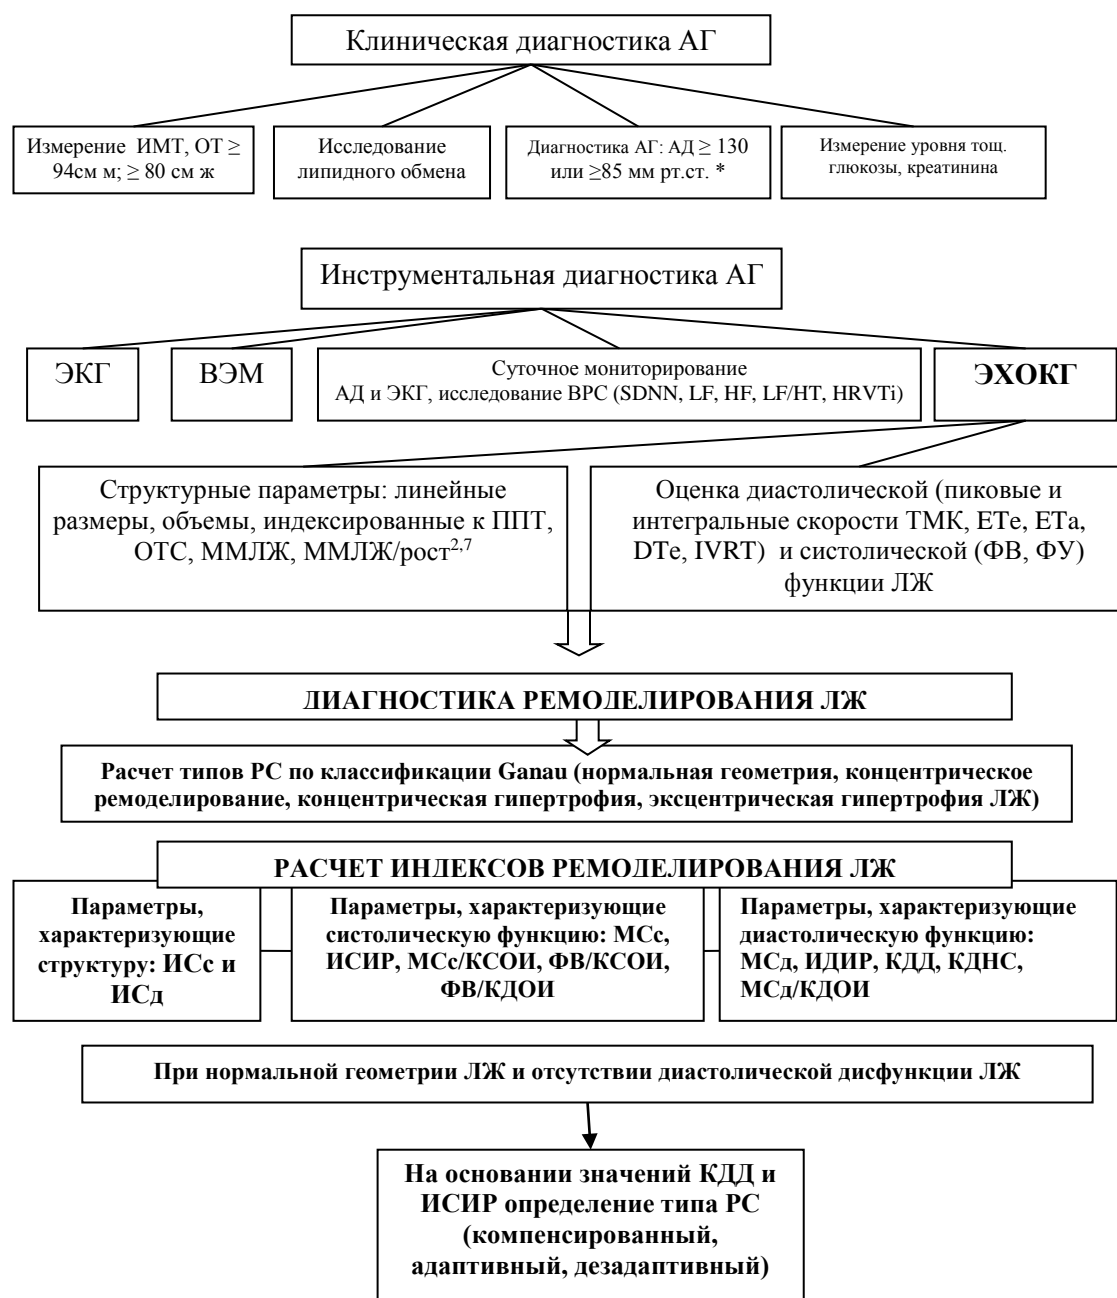 Клиническая диагностика АГ
Измерение ИМТ, ОТ ≥
94см м; ≥ 80 см ж
Исследование
липидного обмена
Диагностика АГ: АД ≥ 130
или ≥85 мм рт.ст. *
Измерение уровня тощ.
глюкозы, креатинина
Инструментальная диагностика АГ
ЭКГ
ВЭМ
Суточное мониторирование
АД и ЭКГ, исследование ВРС (SDNN, LF, HF, LF/HT, HRVTi)
ЭХОКГ
Структурные параметры: линейные
размеры, объемы, индексированные к ППТ,
ОТС, ММЛЖ, ММЛЖ/рост2,7
Оценка диастолической (пиковые и
интегральные скорости ТМК, ETe, ETa,
DTe, IVRT) и систолической (ФВ, ФУ)
функции ЛЖ
ДИАГНОСТИКА РЕМОДЕЛИРОВАНИЯ ЛЖ
Расчет типов РС по классификации Ganau (нормальная геометрия, концентрическое
ремоделирование, концентрическая гипертрофия, эксцентрическая гипертрофия ЛЖ)
РАСЧЕТ ИНДЕКСОВ РЕМОДЕЛИРОВАНИЯ ЛЖ
Параметры,
характеризующие
структуру: ИСс и
ИСд
Параметры, характеризующие
систолическую функцию: МСс,
ИСИР, МСс/КСОИ, ФВ/КСОИ,
ФВ/КДОИ
Параметры, характеризующие
диастолическую функцию:
МСд, ИДИР, КДД, КДНС,
МСд/КДОИ
При нормальной геометрии ЛЖ и отсутствии диастолической дисфункции ЛЖ
На основании значений КДД и
ИСИР определение типа РС
(компенсированный,
адаптивный, дезадаптивный)